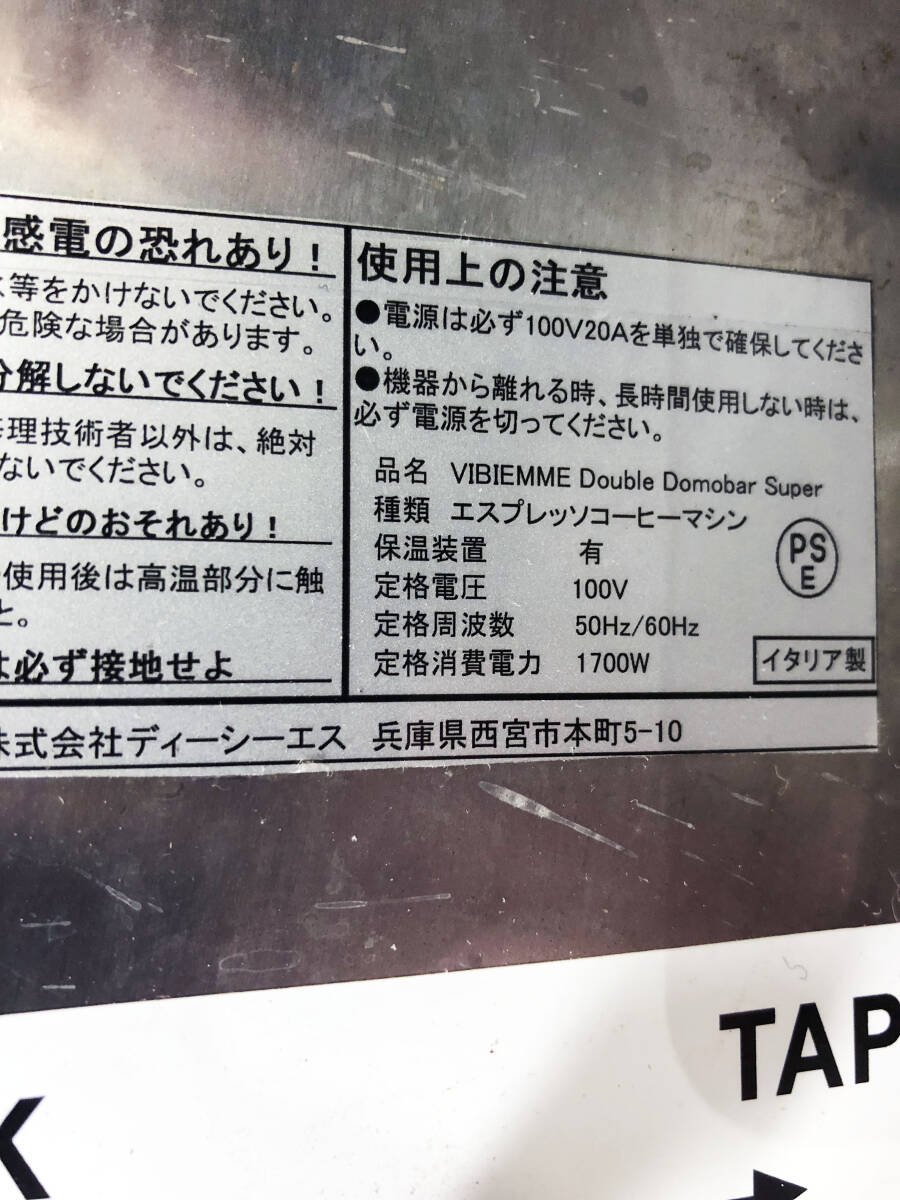 感電の恐れあり！
等をかけないでください。
危険な場合があります。
分解しないでください！
修理技術者以外は、絶対
ないでください。
けどのおそれあり！
使用後は高温部分に触
と。
は必ず接地せよ
使用上の注意
●電源は必ず100V20Aを単独で確保してくださ
い。
●機器から離れる時、長時間使用しない時は、
必ず電源を切ってください。
品名 VIBIEMME Double Domobar Super
種類 エスプレッソコーヒーマシン
保温装置 有
定格電圧 100V
定格周波数 50Hz/60Hz
定格消費電力 1700W
PS
E
イタリア製
株式会社ディーシーエス 兵庫県西宮市本町5-10
TAP
K